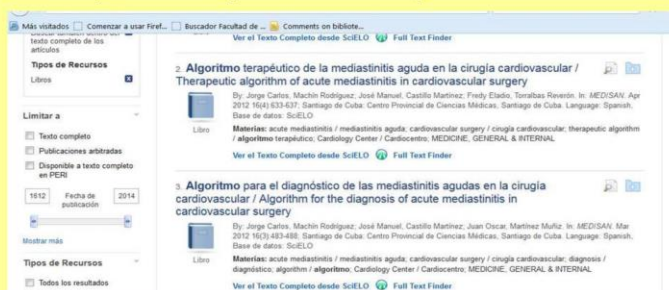 Más visitados Comenzar a usar Firef... Buscador Facultad de ... Comments on bibliote...
texto completo de los
artículos
Tipos de Recursos
Libros
Limitar a
Texto completo
Publicaciones arbitradas
Disponible a texto completo
en PERI
1612 Fecha de publicación 2014
Mostrar más
Tipos de Recursos
Todos los resultados
Ver el Texto Completo desde SciELO Full Text Finder
2. Algoritmo terapéutico de la mediastinitis aguda en la cirugía cardiovascular /
Therapeutic algorithm of acute mediastinitis in cardiovascular surgery
By: Jorge Carlos, Machín Rodríguez; José Manuel, Castillo Martínez; Fredy Eladio, Torralbas Reverón. In: MEDISAN. Apr
2012 16(4):633-637; Santiago de Cuba: Centro Provincial de Ciencias Médicas, Santiago de Cuba. Language: Spanish,
Base de datos: SciELO
Libro
Materias: acute mediastinitis / mediastinitis aguda; cardiovascular surgery / cirugía cardiovascular; therapeutic algorithm
/ algoritmo terapéutico; Cardiology Center / Cardiocentro; MEDICINE, GENERAL & INTERNAL
Ver el Texto Completo desde SciELO Full Text Finder
3. Algoritmo para el diagnóstico de las mediastinitis agudas en la cirugía
cardiovascular / Algorithm for the diagnosis of acute mediastinitis in
cardiovascular surgery
By: Jorge Carlos, Machín Rodríguez; José Manuel, Castillo Martínez; Juan Oscar, Martínez Muñiz. In: MEDISAN. Mar
2012 16(3):483-488; Santiago de Cuba: Centro Provincial de Ciencias Médicas, Santiago de Cuba. Language: Spanish,
Base de datos: SciELO
Libro
Materias: acute mediastinitis / mediastinitis aguda; cardiovascular surgery / cirugía cardiovascular; diagnosis /
diagnóstico; algorithm / algoritmo; Cardiology Center / Cardiocentro; MEDICINE, GENERAL & INTERNAL
Ver el Texto Completo desde SciELO Full Text Finder